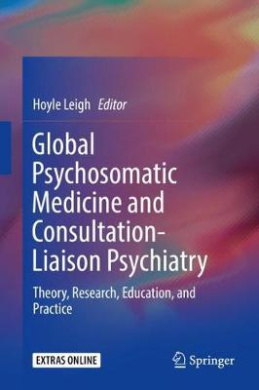 Hoyle Leigh Editor
Global
Psychosomatic
Medicine and
Consultation-
Liaison Psychiatry
Theory, Research, Education, and
Practice
EXTRAS ONLINE
Springer